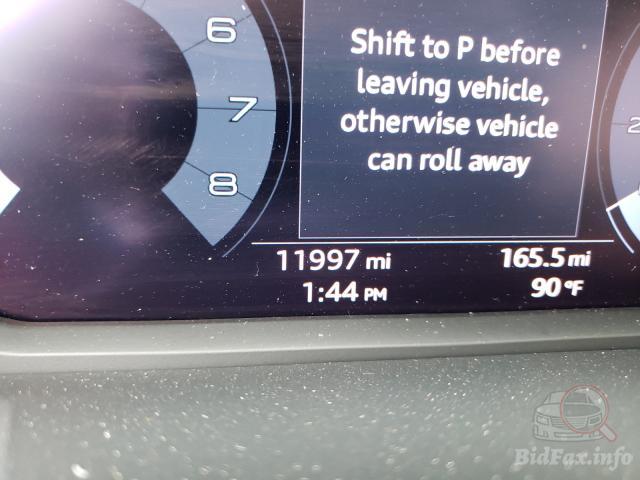 6
7
8
Shift to P before
leaving vehicle,
otherwise vehicle
can roll away
2
11997 mi
165.5 mi
1:44 PM
90 °F
BidFax.info